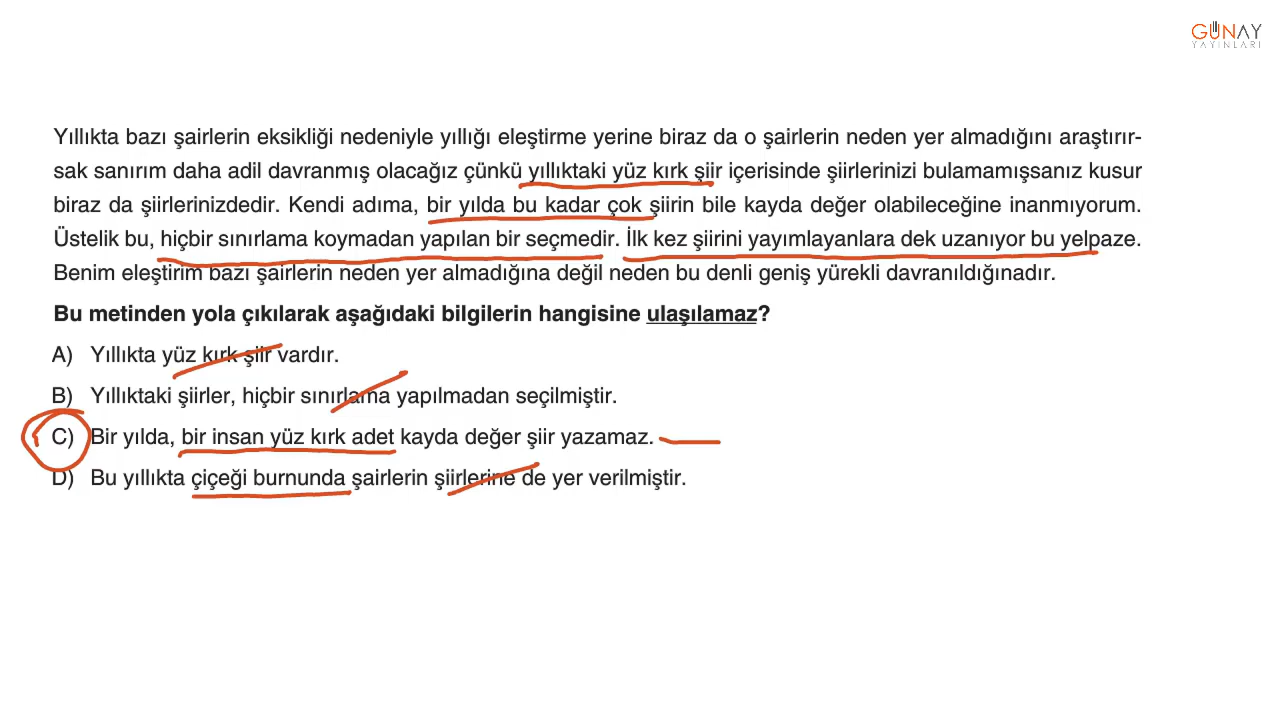 GÜNAY
YAYINLARI
Yıllıkta bazı şairlerin eksikliği nedeniyle yıllığı eleştirme yerine biraz da o şairlerin neden yer almadığını araştırır-
sak sanırım daha adil davranmış olacağız çünkü yıllıktaki yüz kırk şiir içerisinde şiirlerinizi bulamamışsanız kusur
biraz da şiirlerinizdedir. Kendi adıma, bir yılda bu kadar çok şiirin bile kayda değer olabileceğine inanmıyorum.
Üstelik bu, hiçbir sınırlama koymadan yapılan bir seçmedir. İlk kez şiirini yayımlayanlara dek uzanıyor bu yelpaze.
Benim eleştirim bazı şairlerin neden yer almadığına değil neden bu denli geniş yürekli davranıldığınadır.
Bu metinden yola çıkılarak aşağıdaki bilgilerin hangisine ulaşılamaz?
A) Yıllıkta yüz kırk şiir vardır.
B) Yıllıktaki şiirler, hiçbir sınırlama yapılmadan seçilmiştir.
C) Bir yılda, bir insan yüz kırk adet kayda değer şiir yazamaz.
D) Bu yıllıkta çiçeği burnunda şairlerin şiirlerine de yer verilmiştir.